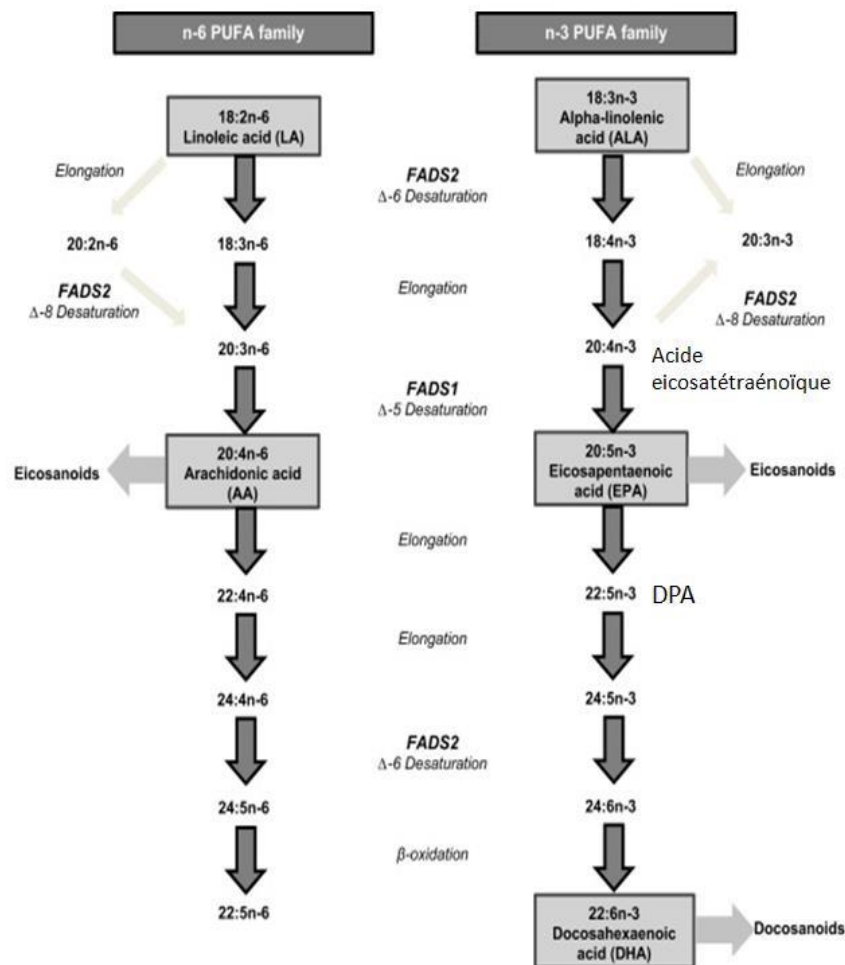 n-6 PUFA family
n-3 PUFA family
18:2n-6
Linoleic acid (LA)
18:3n-3
Alpha-linolenic
acid (ALA)
Elongation
FADS2
Δ-6 Desaturation
Elongation
20:2n-6
18:3n-6
18:4n-3
20:3n-3
FADS2
Δ-8 Desaturation
Elongation
FADS2
Δ-8 Desaturation
20:3n-6
20:4n-3
Acide
eicosatétraénoïque
FADS1
Δ-5 Desaturation
Eicosanoids
20:4n-6
Arachidonic acid
(AA)
20:5n-3
Eicosapentaenoic
acid (EPA)
Eicosanoids
Elongation
22:4n-6
22:5n-3
DPA
Elongation
24:4n-6
24:5n-3
FADS2
Δ-6 Desaturation
24:5n-6
24:6n-3
β-oxidation
22:5n-6
22:6n-3
Docosahexaenoic
acid (DHA)
Docosanoids